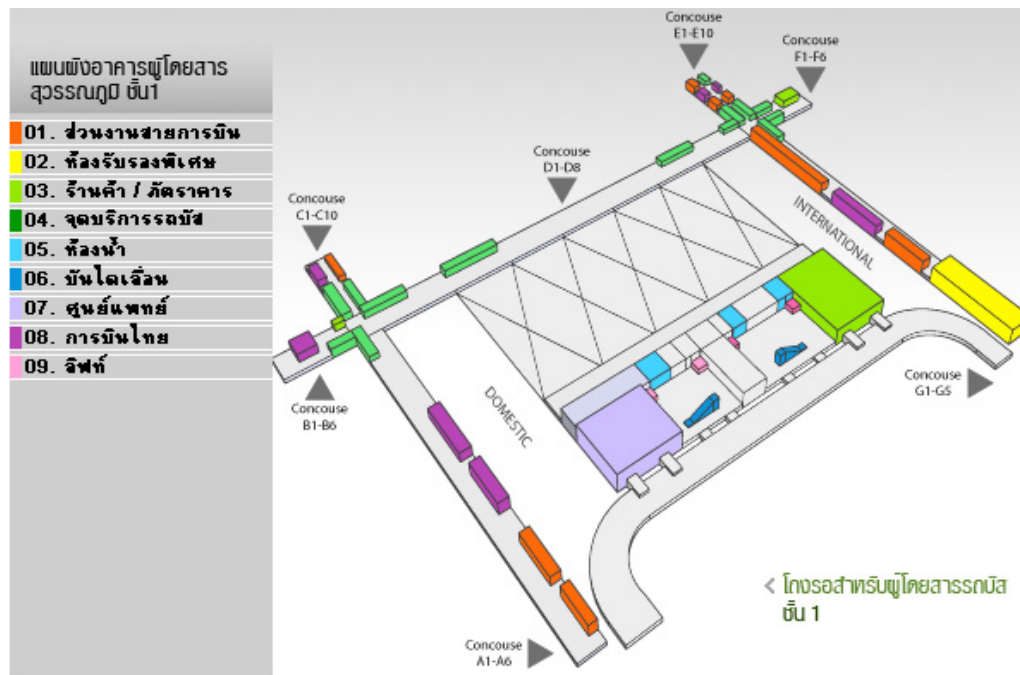 แผนผังอาคารผู้โดยสาร
สุวรรณภูมิ ชั้น1
01. ส่วนงานสายการบิน
02. ห้องรับรองพิเศษ
03. ร้านค้า / ภัตราคาร
04. จุดบริการรถบัส
05. ห้องน้ำ
06. บันไดเลื่อน
07. ศูนย์แพทย์
08. การบินไทย
09. ลิฟท์
Concouse
E1-E10
Concouse
F1-F6
Concouse
D1-D8
Concouse
C1-C10
INTERNATIONAL
Concouse
G1-G5
Concouse
B1-B6
DOMESTIC
< โถงรอสำหรับผู้โดยสารรถบัส
ชั้น 1
Concouse
A1-A6